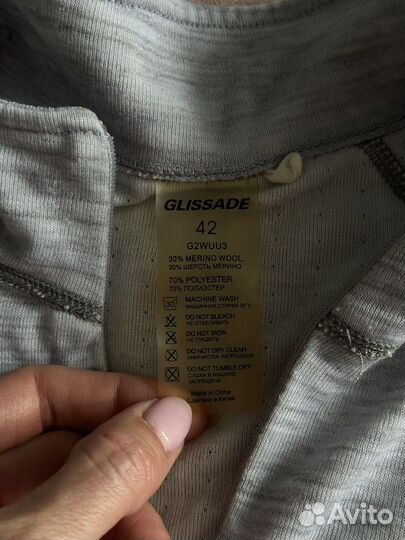 GLISSADE
42
G2WUU3
30% MERINO WOOL,
30% ШЕРСТЬ МЕРИНО
70% POLYESTER,
70% ПОЛИЭСТЕР
30 MACHINE WASH
МАШИННАЯ СТИРКА 30°C
DO NOT BLEACH
НЕ ОТБЕЛИВАТЬ
DO NOT IRON
НЕ ГЛАДИТЬ
DO NOT DRY CLEAN
ХИМЧИСТКА ЗАПРЕЩЕНА
DO NOT TUMBLE DRY
СУШКА В МАШИНЕ
ЗАПРЕЩЕНА
Made in China
Сделано в Китае
Avito